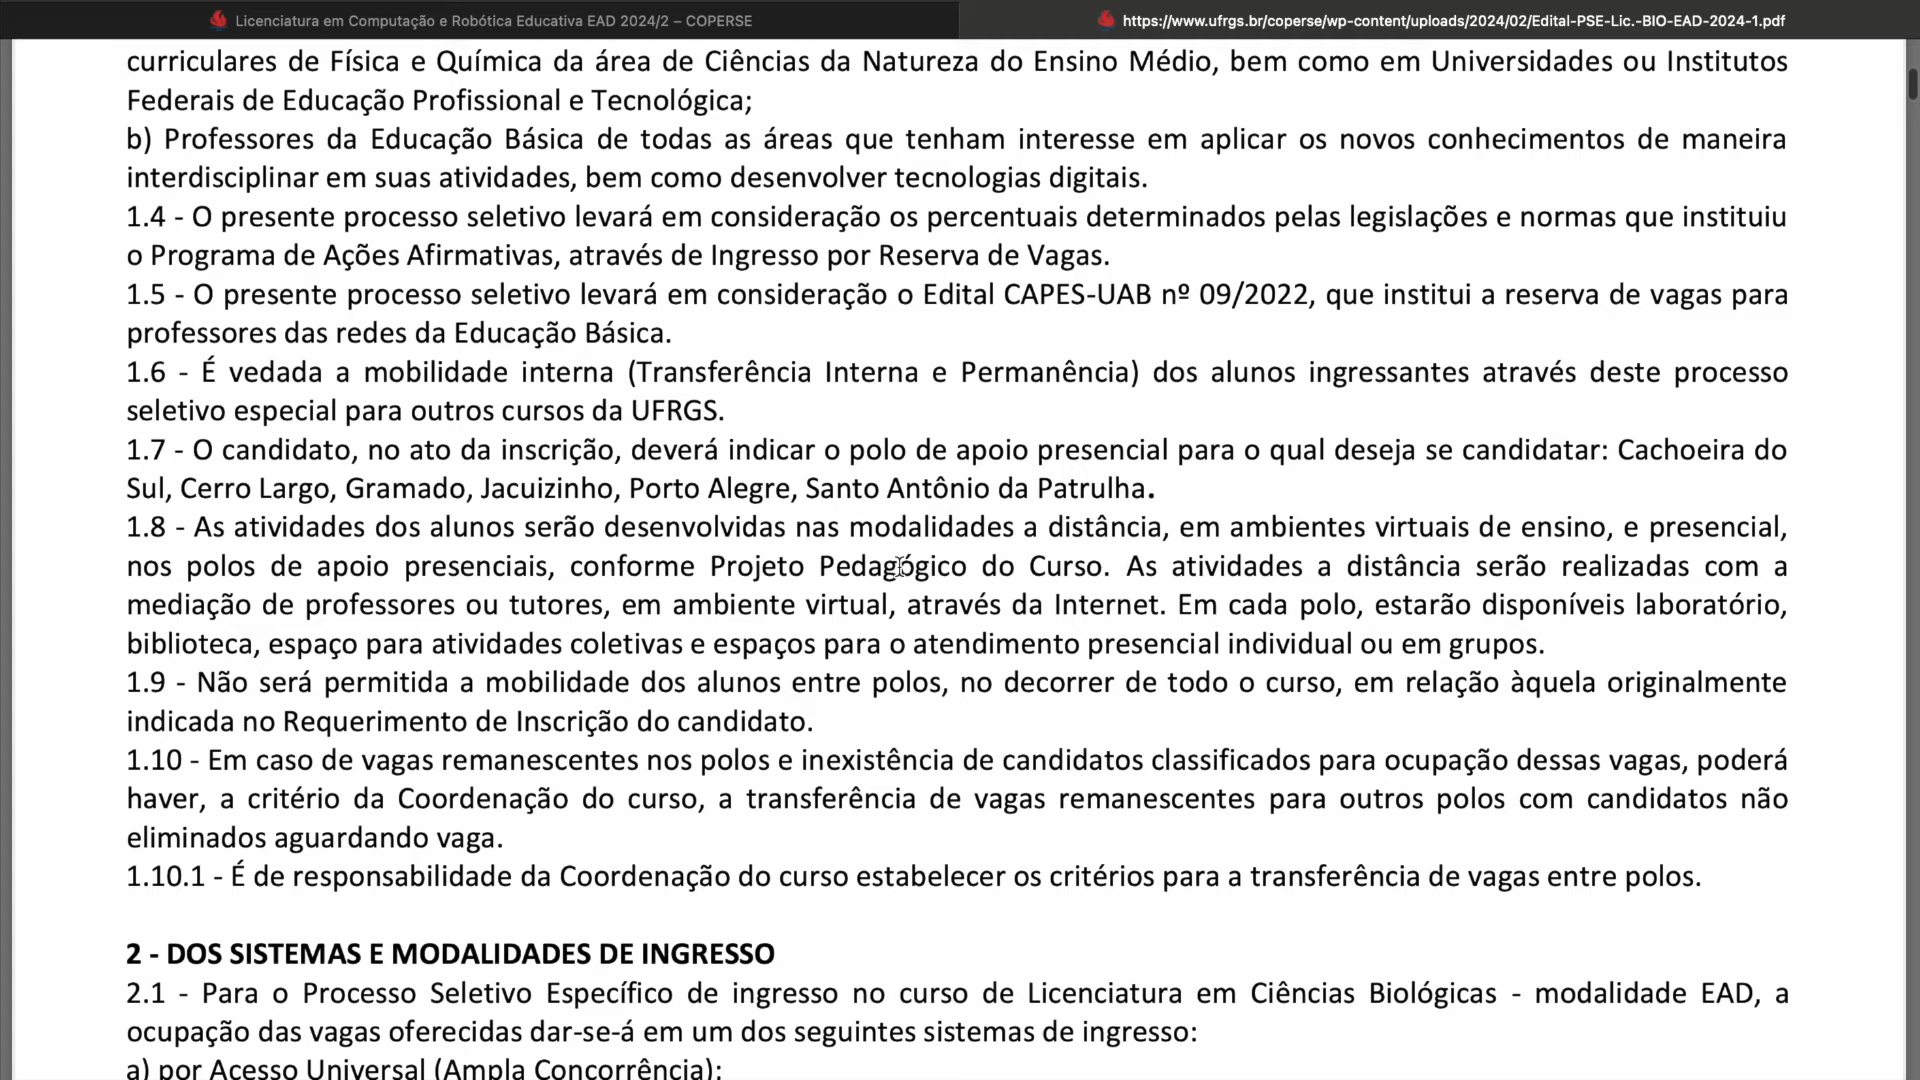 Licenciatura em Computação e Robótica Educativa EAD 2024/2 – COPERSE
https://www.ufrgs.br/coperse/wp-content/uploads/2024/02/Edital-PSE-Lic.-BIO-EAD-2024-1.pdf
curriculares de Física e Química da área de Ciências da Natureza do Ensino Médio, bem como em Universidades ou Institutos
Federais de Educação Profissional e Tecnológica;
b) Professores da Educação Básica de todas as áreas que tenham interesse em aplicar os novos conhecimentos de maneira
interdisciplinar em suas atividades, bem como desenvolver tecnologias digitais.
1.4 - O presente processo seletivo levará em consideração os percentuais determinados pelas legislações e normas que instituiu
o Programa de Ações Afirmativas, através de Ingresso por Reserva de Vagas.
1.5 - O presente processo seletivo levará em consideração o Edital CAPES-UAB nº 09/2022, que institui a reserva de vagas para
professores das redes da Educação Básica.
1.6 - É vedada a mobilidade interna (Transferência Interna e Permanência) dos alunos ingressantes através deste processo
seletivo especial para outros cursos da UFRGS.
1.7 - O candidato, no ato da inscrição, deverá indicar o polo de apoio presencial para o qual deseja se candidatar: Cachoeira do
Sul, Cerro Largo, Gramado, Jacuizinho, Porto Alegre, Santo Antônio da Patrulha.
1.8 - As atividades dos alunos serão desenvolvidas nas modalidades a distância, em ambientes virtuais de ensino, e presencial,
nos polos de apoio presenciais, conforme Projeto Pedagógico do Curso. As atividades a distância serão realizadas com a
mediação de professores ou tutores, em ambiente virtual, através da Internet. Em cada polo, estarão disponíveis laboratório,
biblioteca, espaço para atividades coletivas e espaços para o atendimento presencial individual ou em grupos.
1.9 - Não será permitida a mobilidade dos alunos entre polos, no decorrer de todo o curso, em relação àquela originalmente
indicada no Requerimento de Inscrição do candidato.
1.10 - Em caso de vagas remanescentes nos polos e inexistência de candidatos classificados para ocupação dessas vagas, poderá
haver, a critério da Coordenação do curso, a transferência de vagas remanescentes para outros polos com candidatos não
eliminados aguardando vaga.
1.10.1 - É de responsabilidade da Coordenação do curso estabelecer os critérios para a transferência de vagas entre polos.
2 - DOS SISTEMAS E MODALIDADES DE INGRESSO
2.1 - Para o Processo Seletivo Específico de ingresso no curso de Licenciatura em Ciências Biológicas - modalidade EAD, a
ocupação das vagas oferecidas dar-se-á em um dos seguintes sistemas de ingresso:
a) por Acesso Universal (Ampla Concorrência);